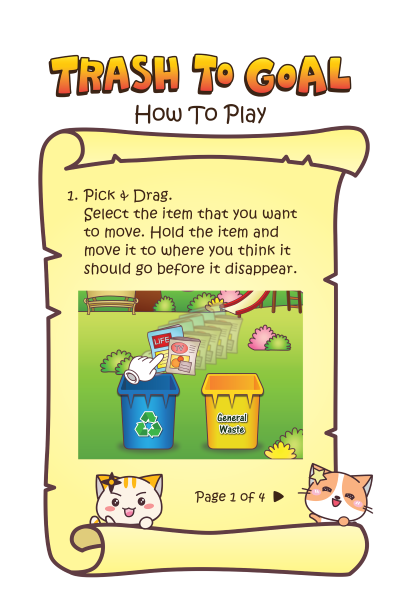 TRASH TO GOAL
How To Play
1. Pick & Drag.
Select the item that you want
to move. Hold the item and
move it to where you think it
should go before it disappear.
LIFE
General
Waste
Page 1 of 4